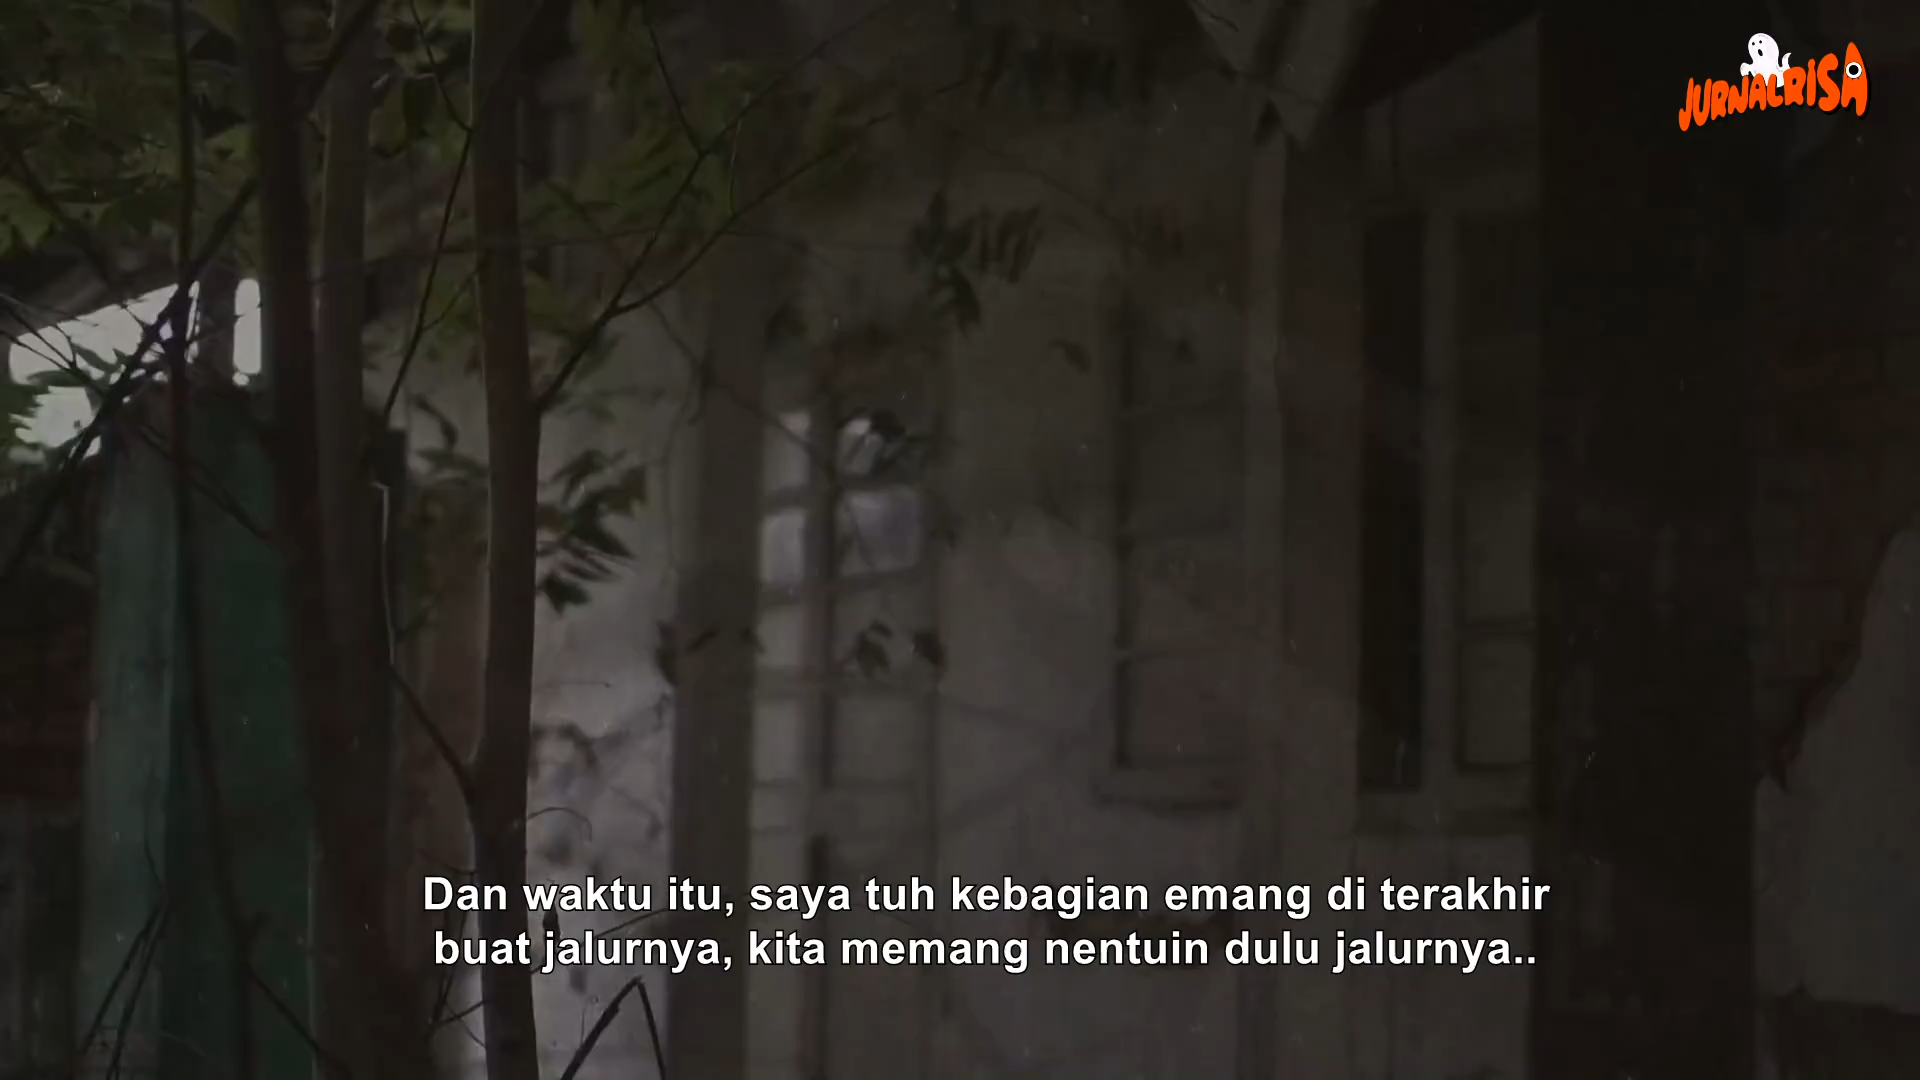 JURNALRISA
Dan waktu itu, saya tuh kebagian emang di terakhir
buat jalurnya, kita memang nentuin dulu jalurnya..